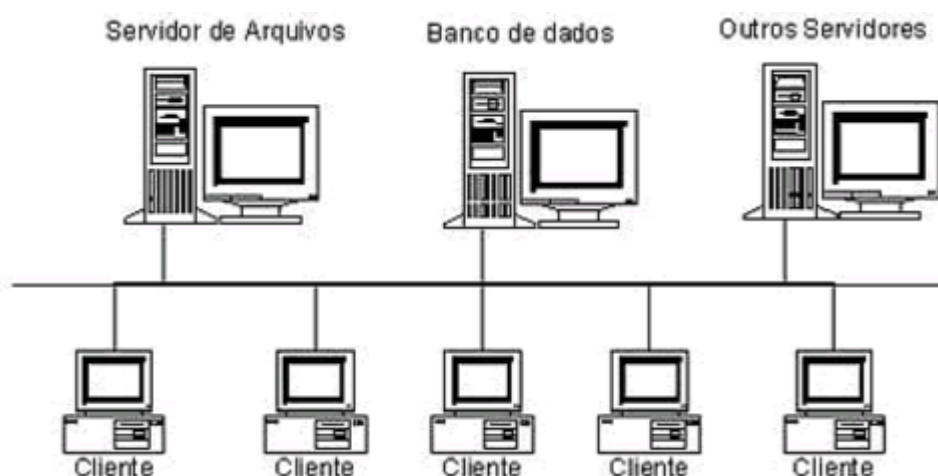 Servidor de Arquivos
Banco de dados
Outros Servidores
Cliente
Cliente
Cliente
Cliente
Cliente